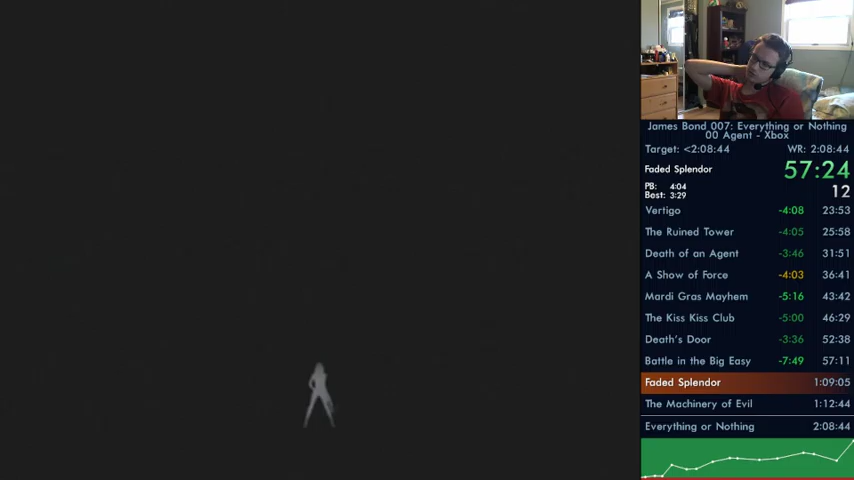 James Bond 007: Everything or Nothing
00 Agent - Xbox
Target: <2:08:44 WR: 2:08:44
Faded Splendor 57:24
PB: 4:04 12
Best: 3:29
Vertigo -4:08 23:53
The Ruined Tower -4:05 25:58
Death of an Agent -3:46 31:51
A Show of Force -4:03 36:41
Mardi Gras Mayhem -5:16 43:42
The Kiss Kiss Club -5:00 46:29
Death's Door -3:36 52:38
Battle in the Big Easy -7:49 57:11
Faded Splendor 1:09:05
The Machinery of Evil 1:12:44
Everything or Nothing 2:08:44